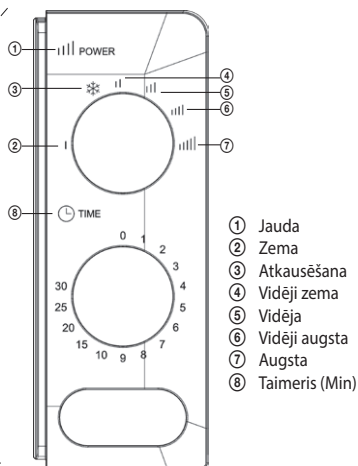 ① POWER
④
③
⑤
⑥
② ⑦
⑧ TIME
0
1
2
3
4
5
6
7
8
9
10
15
20
25
30
① Jauda
② Zema
③ Atkausēšana
④ Vidēji zema
⑤ Vidēja
⑥ Vidēji augsta
⑦ Augsta
⑧ Taimeris (Min)